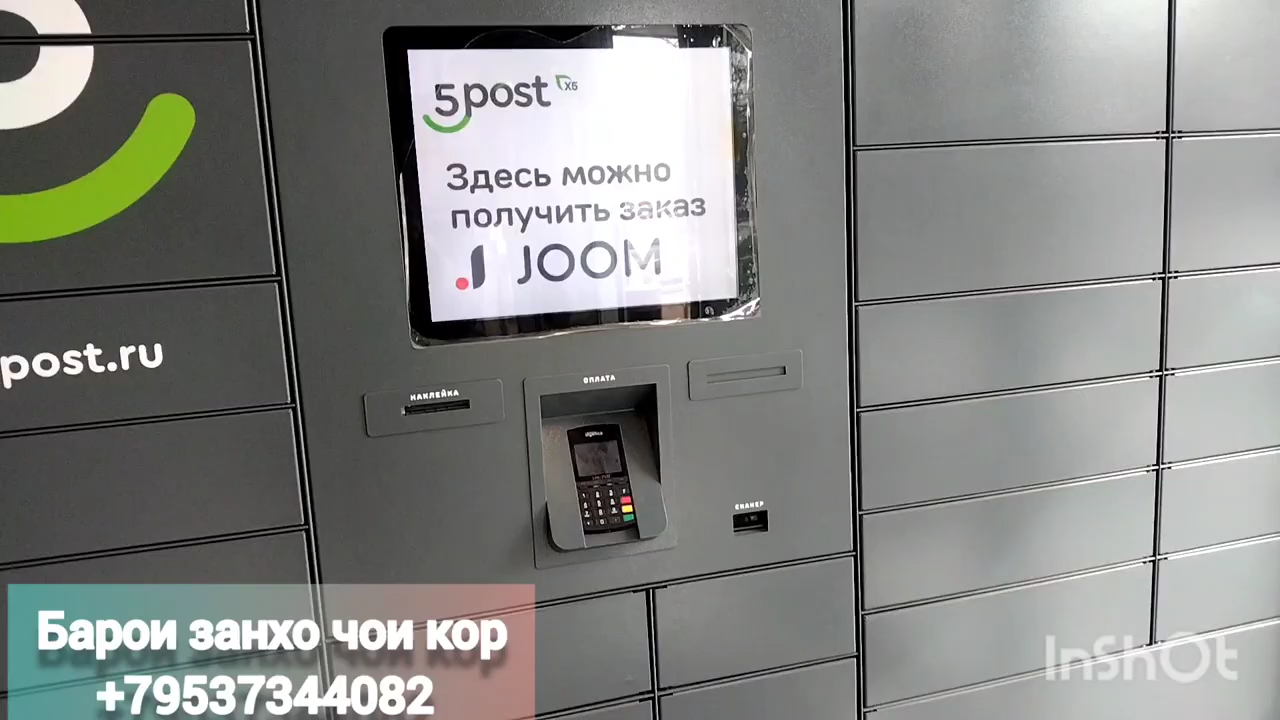 5post
X5
Здесь можно
получить заказ
JOOM
post.ru
НАКЛЕЙКА
ОПЛАТА
СКАНЕР
Барои занхо чои кор
+79537344082
InShOt